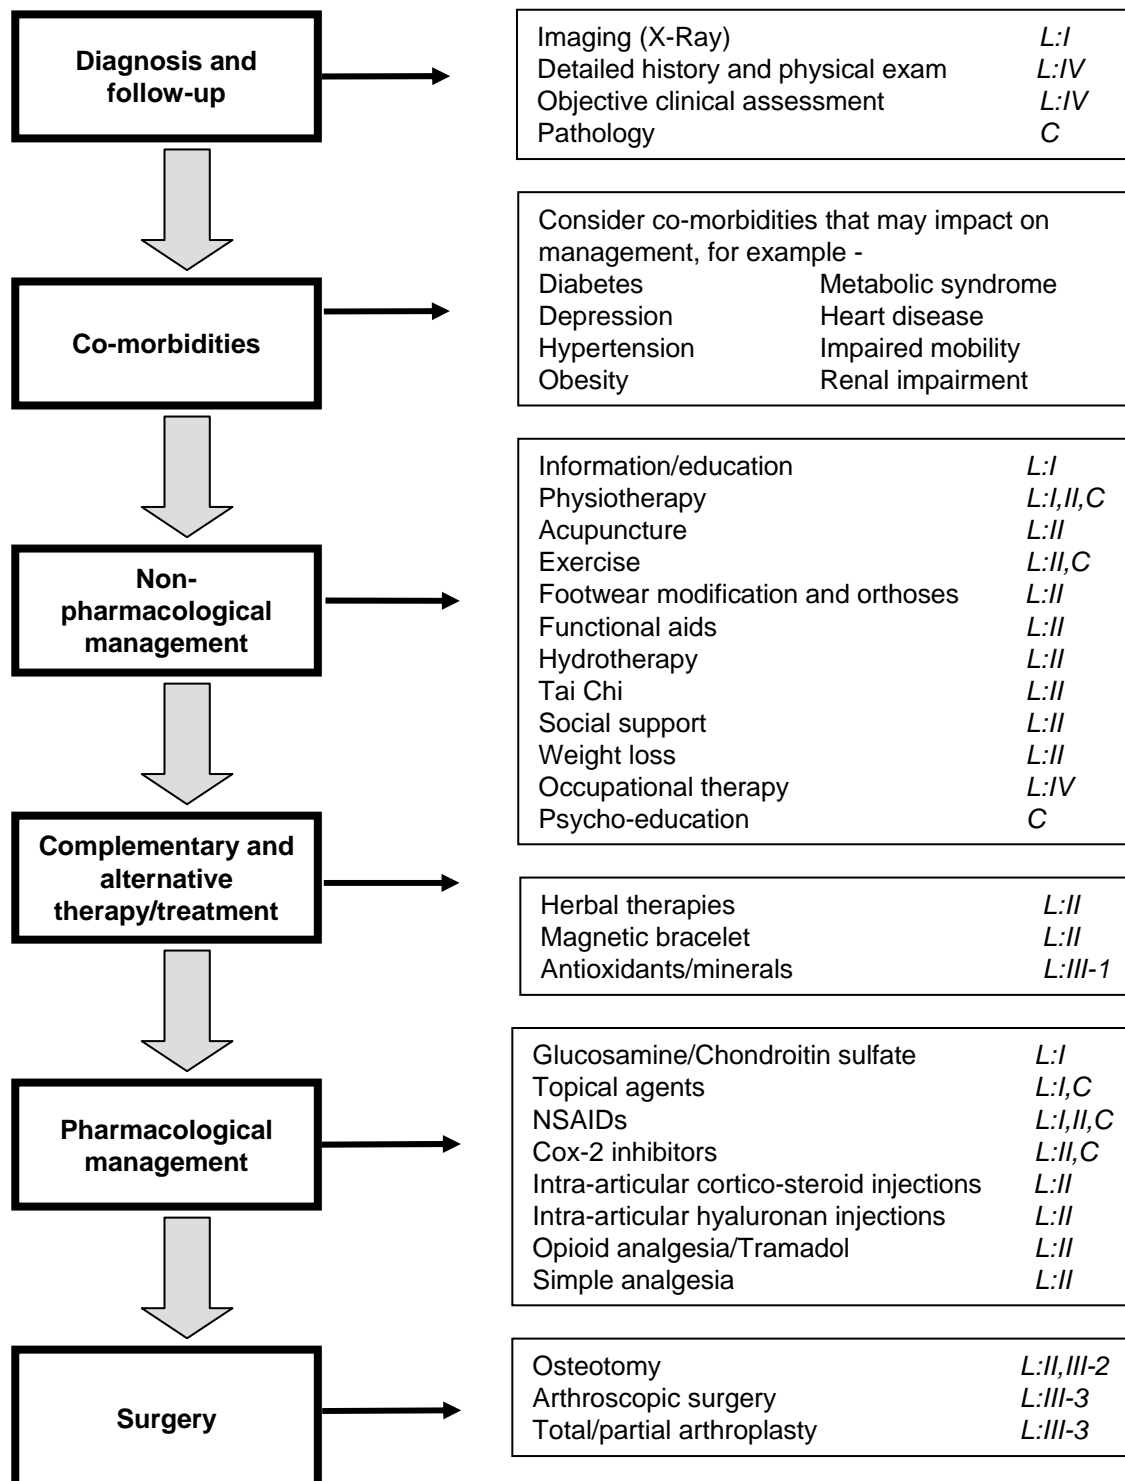 Diagnosis and
follow-up
Imaging (X-Ray) L:I
Detailed history and physical exam L:IV
Objective clinical assessment L:IV
Pathology C
Co-morbidities
Consider co-morbidities that may impact on
management, for example -
Diabetes Metabolic syndrome
Depression Heart disease
Hypertension Impaired mobility
Obesity Renal impairment
Non-
pharmacological
management
Information/education L:I
Physiotherapy L:I,II,C
Acupuncture L:II
Exercise L:II,C
Footwear modification and orthoses L:II
Functional aids L:II
Hydrotherapy L:II
Tai Chi L:II
Social support L:II
Weight loss L:II
Occupational therapy L:IV
Psycho-education C
Complementary and
alternative
therapy/treatment
Herbal therapies L:II
Magnetic bracelet L:II
Antioxidants/minerals L:III-1
Pharmacological
management
Glucosamine/Chondroitin sulfate L:I
Topical agents L:I,C
NSAIDs L:I,II,C
Cox-2 inhibitors L:II,C
Intra-articular cortico-steroid injections L:II
Intra-articular hyaluronan injections L:II
Opioid analgesia/Tramadol L:II
Simple analgesia L:II
Surgery
Osteotomy L:II,III-2
Arthroscopic surgery L:III-3
Total/partial arthroplasty L:III-3